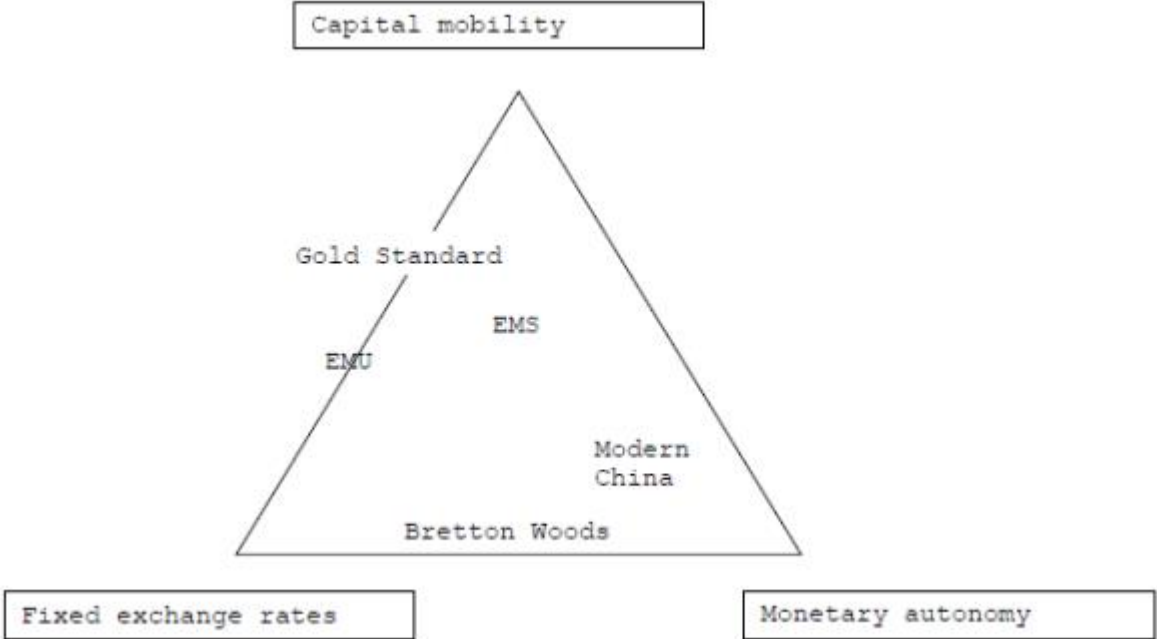 Capital mobility
Gold Standard
EMS
EMU
Modern
China
Bretton Woods
Fixed exchange rates
Monetary autonomy